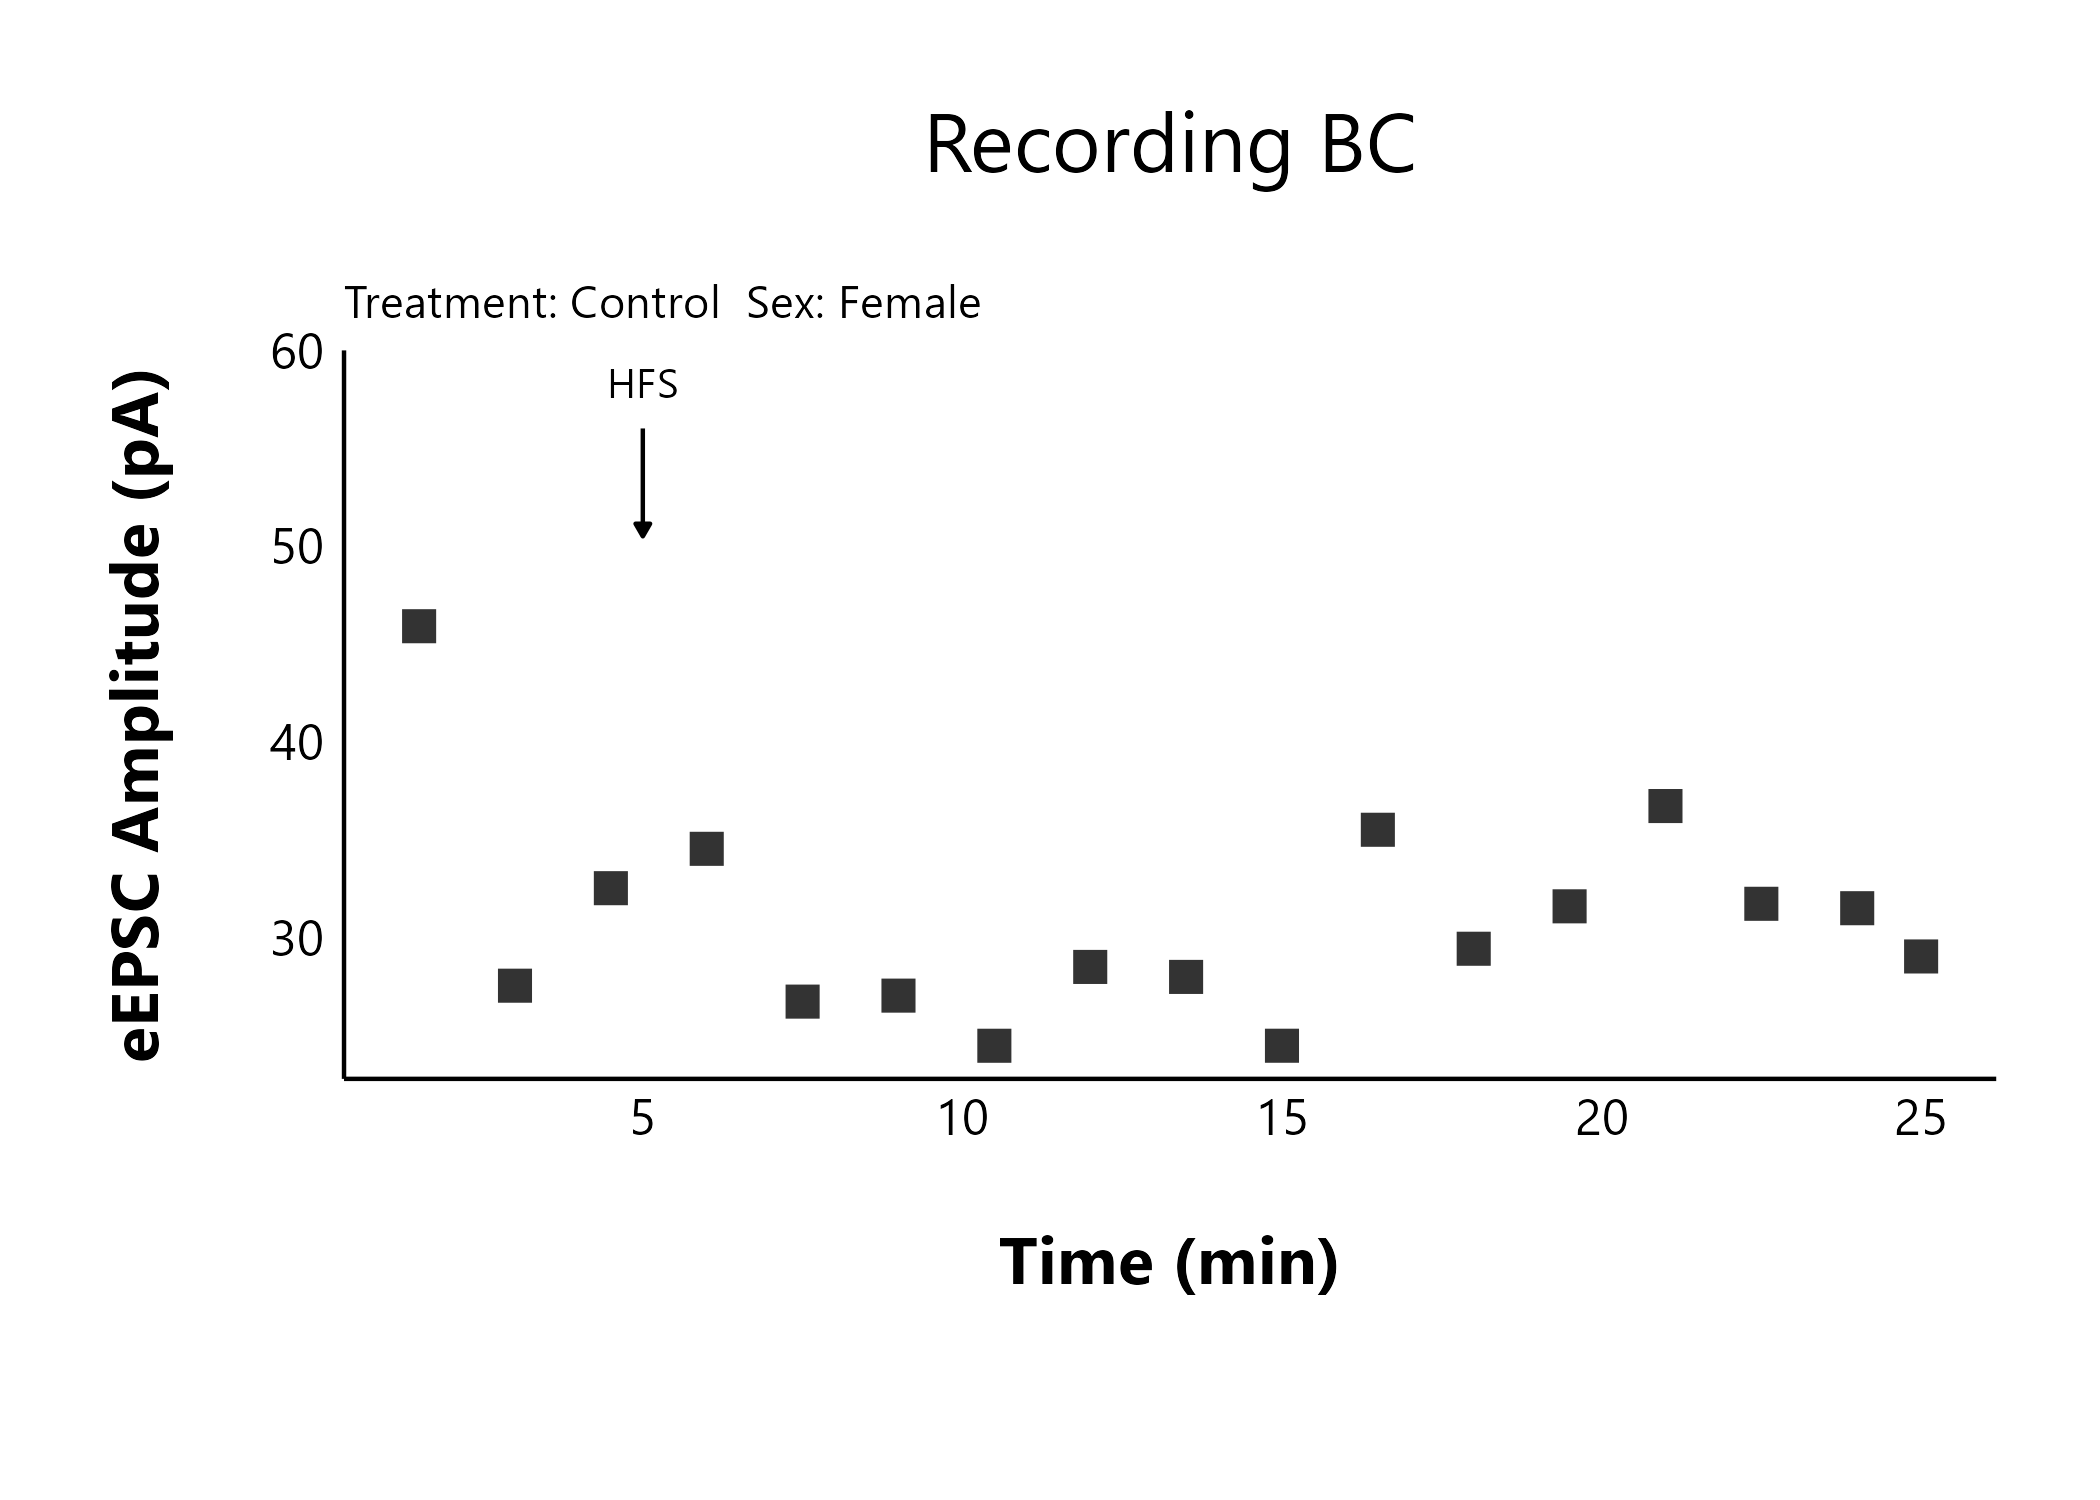 Recording BC
Treatment: Control  Sex: Female
60
HFS
50
40
30
eEPSC Amplitude (pA)
5 10 15 20 25
Time (min)